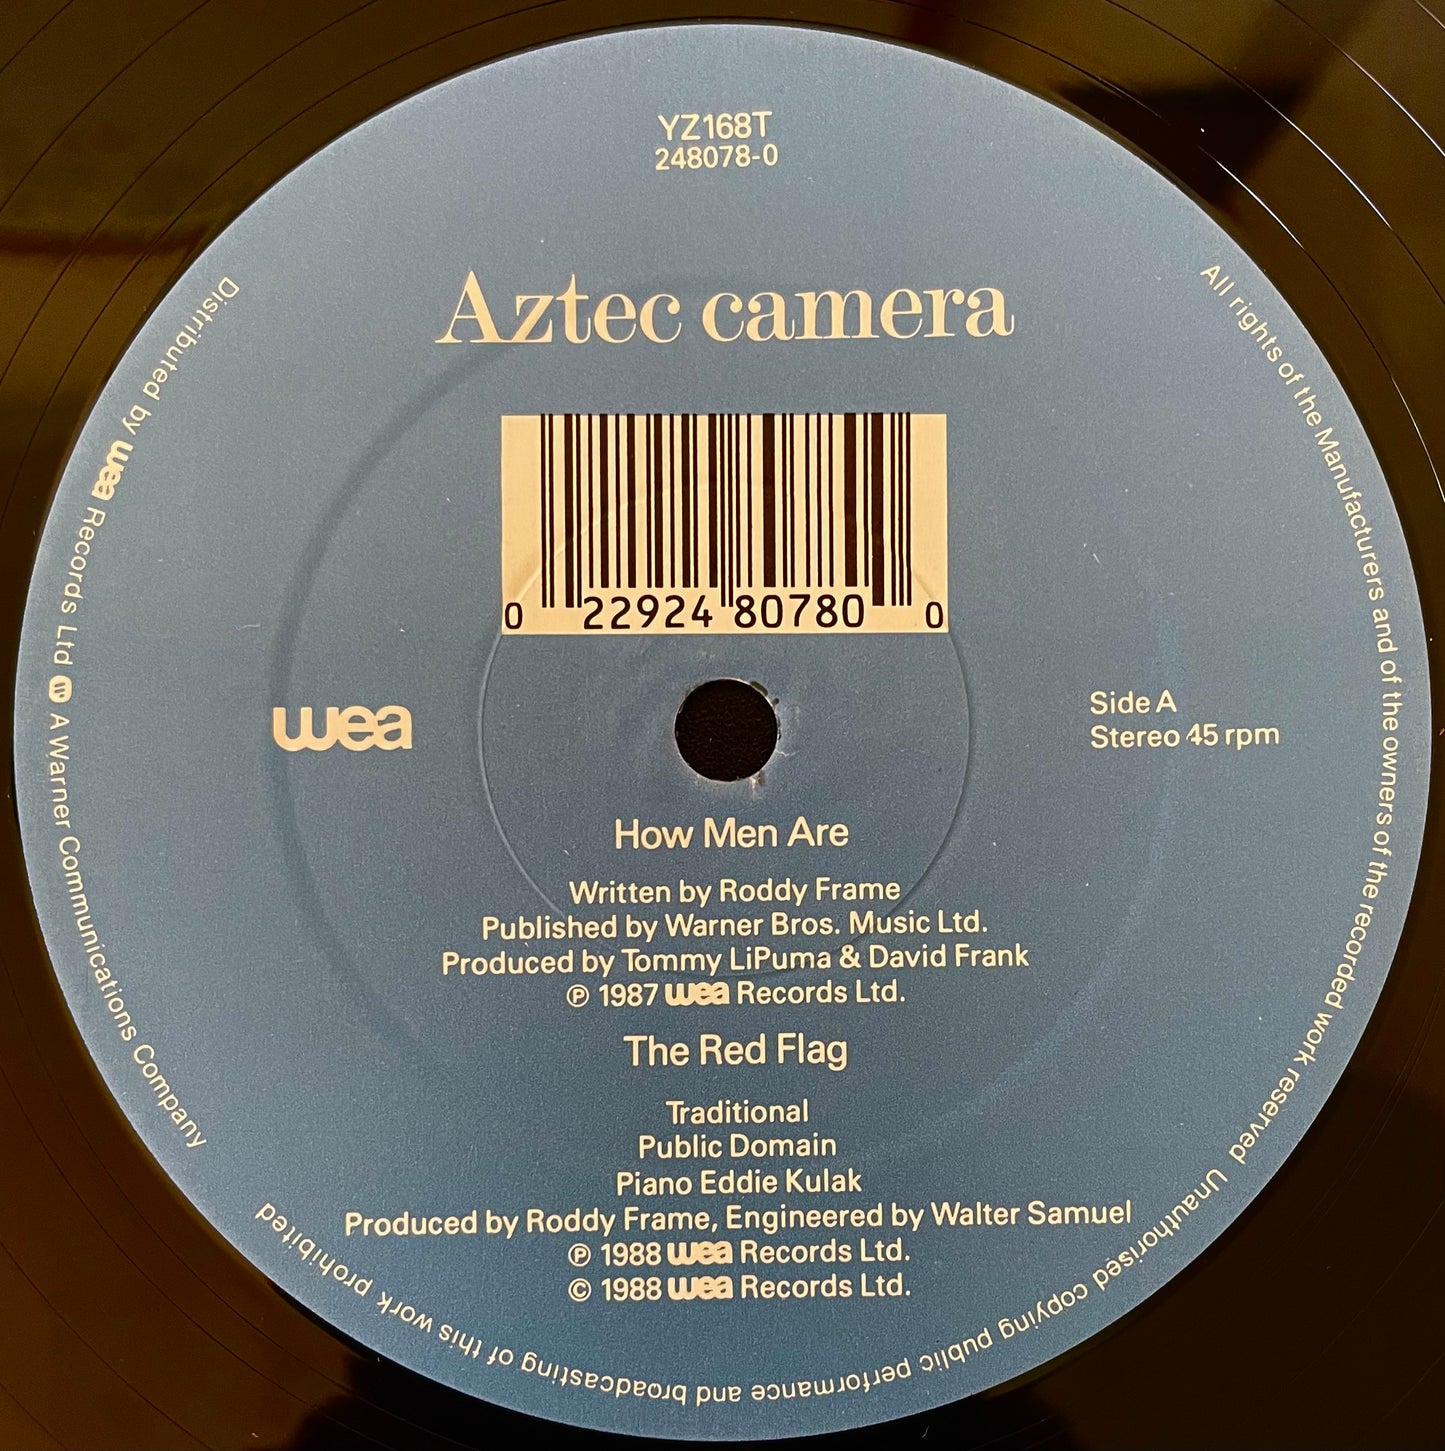 YZ168T
248078-0
Aztec camera
0 22924 80780 0
wea
Side A
Stereo 45 rpm
How Men Are
Written by Roddy Frame
Published by Warner Bros. Music Ltd.
Produced by Tommy LiPuma & David Frank
℗ 1987 wea Records Ltd.
The Red Flag
Traditional
Public Domain
Piano Eddie Kulak
Produced by Roddy Frame, Engineered by Walter Samuel
℗ 1988 wea Records Ltd.
© 1988 wea Records Ltd.
Distributed by wea Records Ltd A Warner Communications Company
All rights of the Manufacturers and of the owners of the recorded work reserved Unauthorised copying public performance and broadcasting of this work prohibited